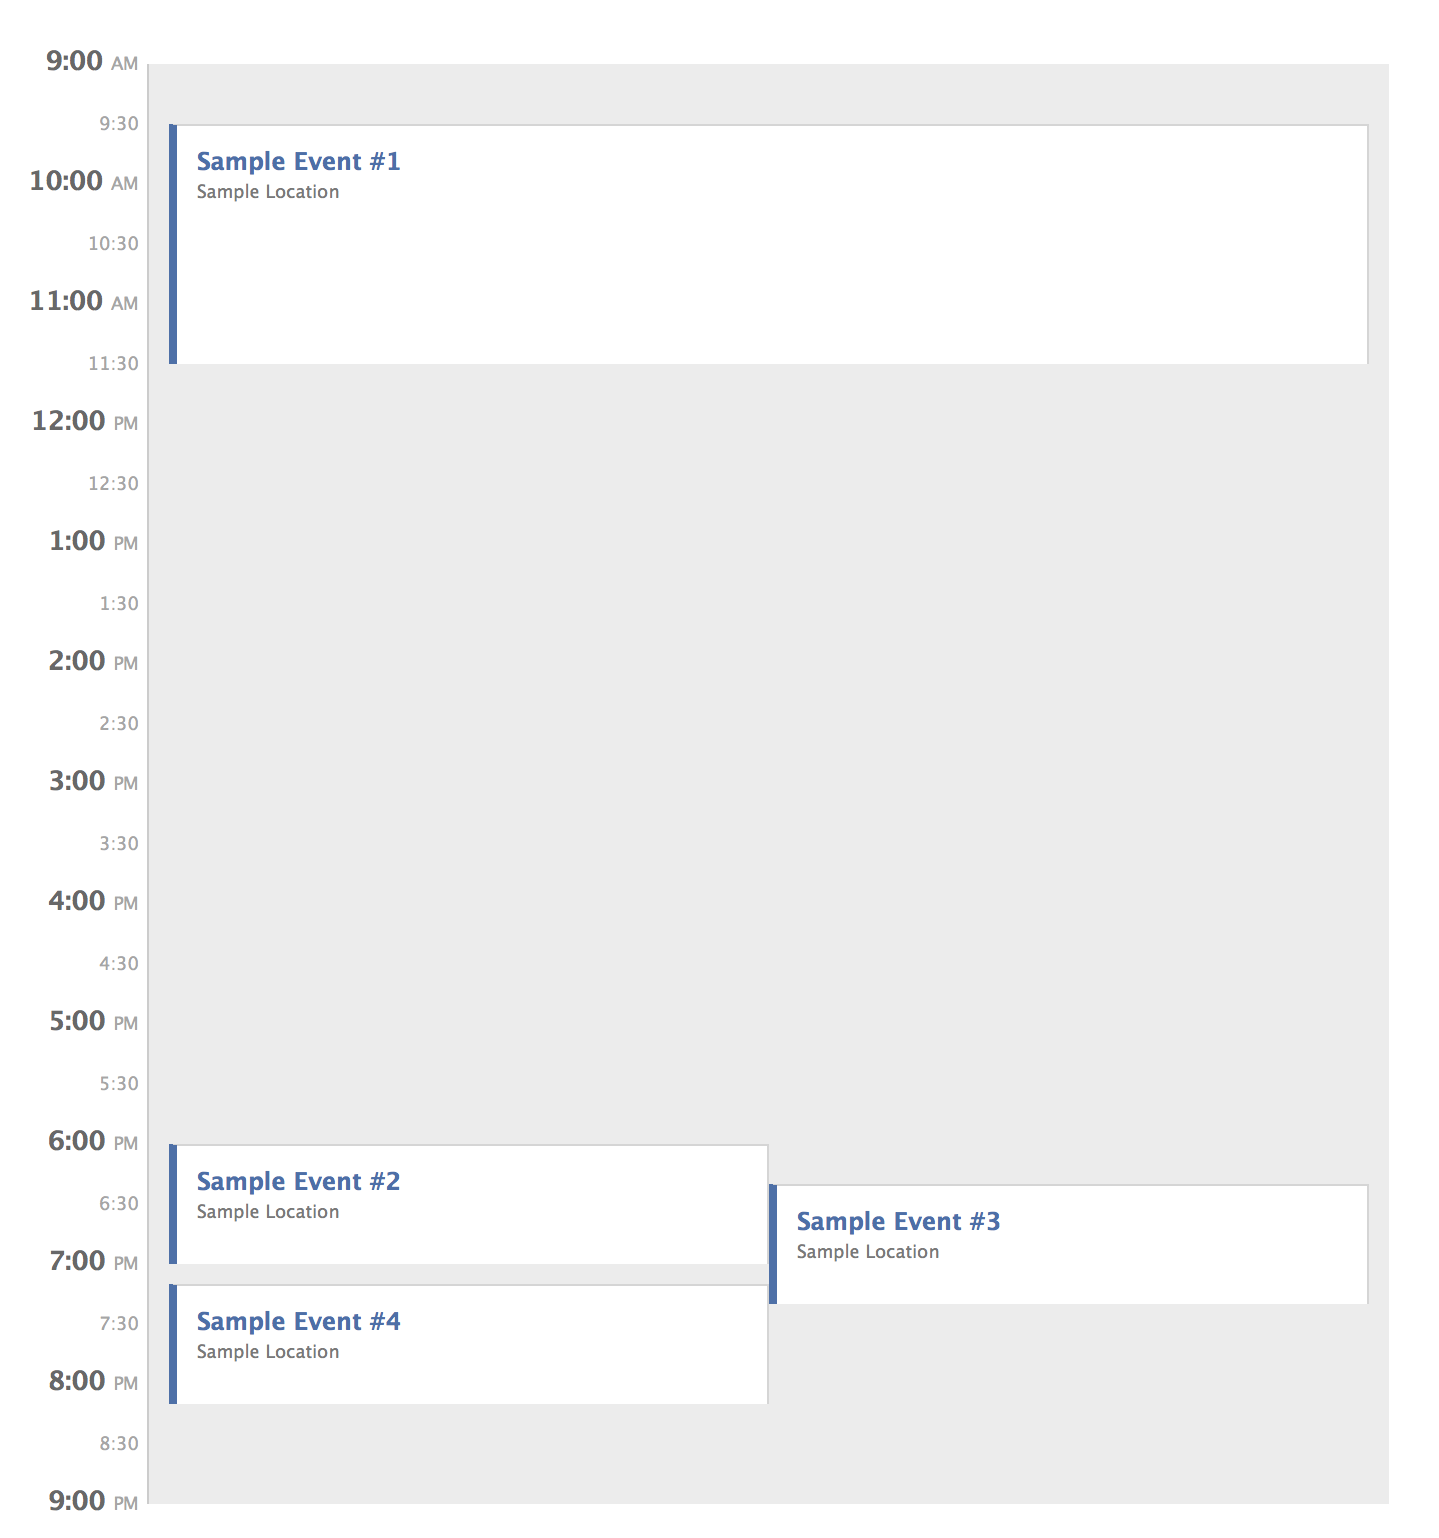 9:00 AM
9:30
Sample Event #1
10:00 AM
Sample Location
10:30
11:00 AM
11:30
12:00 PM
12:30
1:00 PM
1:30
2:00 PM
2:30
3:00 PM
3:30
4:00 PM
4:30
5:00 PM
5:30
6:00 PM
Sample Event #2
6:30
Sample Location
Sample Event #3
Sample Location
7:00 PM
7:30
Sample Event #4
Sample Location
8:00 PM
8:30
9:00 PM